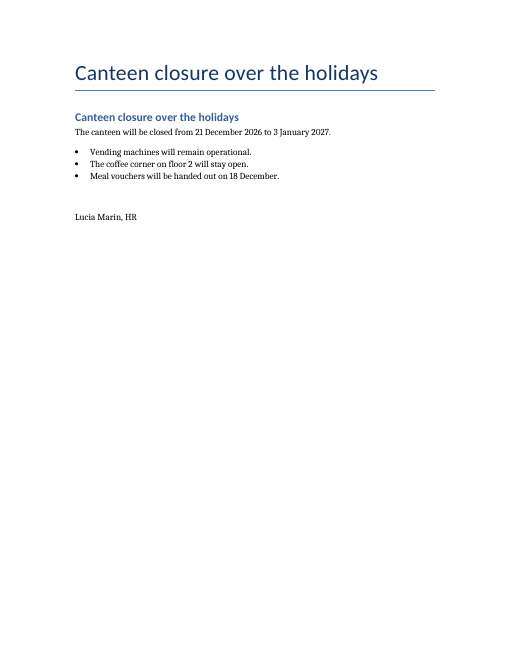 Canteen closure over the holidays
Canteen closure over the holidays
The canteen will be closed from 21 December 2026 to 3 January 2027.
• Vending machines will remain operational.
• The coffee corner on floor 2 will stay open.
• Meal vouchers will be handed out on 18 December.
Lucia Marin, HR